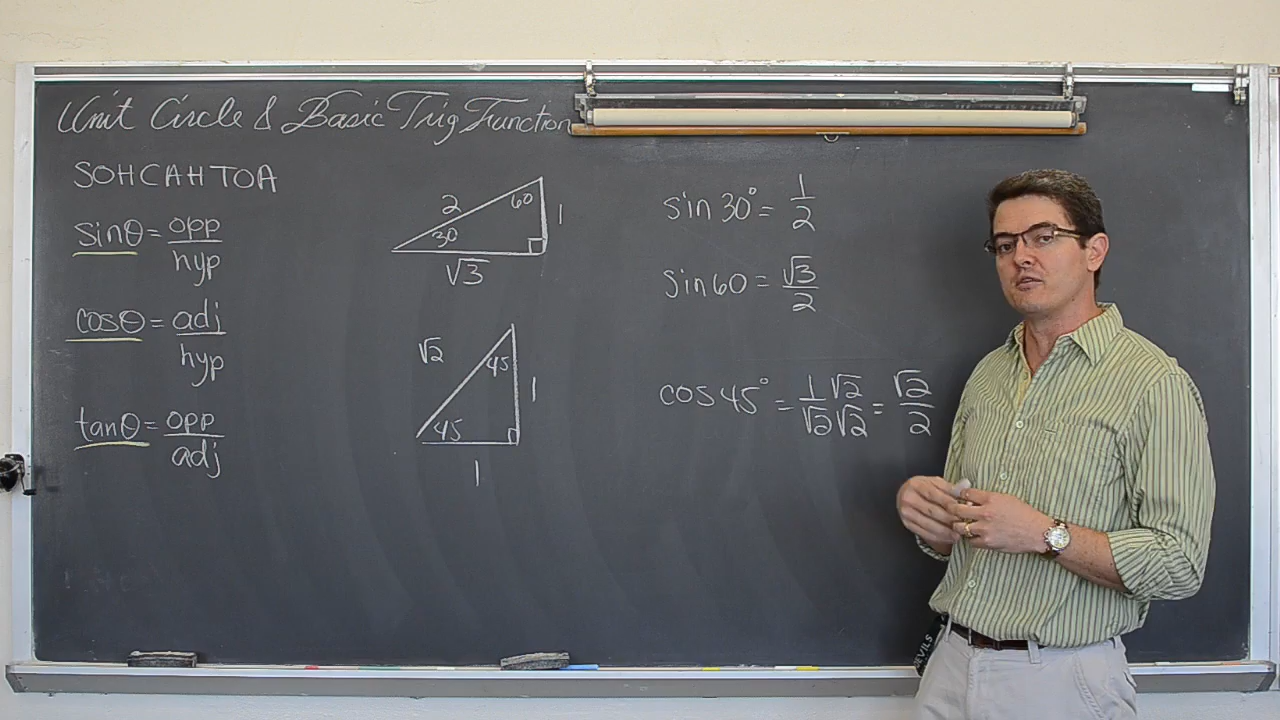 Unit Circle & Basic Trig Function
SOHCAHTOA
sinθ = opp/hyp
cosθ = adj/hyp
tanθ = opp/adj
2
60
1
30
√3
√2
45
1
45
1
sin 30° = 1/2
sin 60 = √3/2
cos 45° = 1/√2 √2/√2 = √2/2
VILS